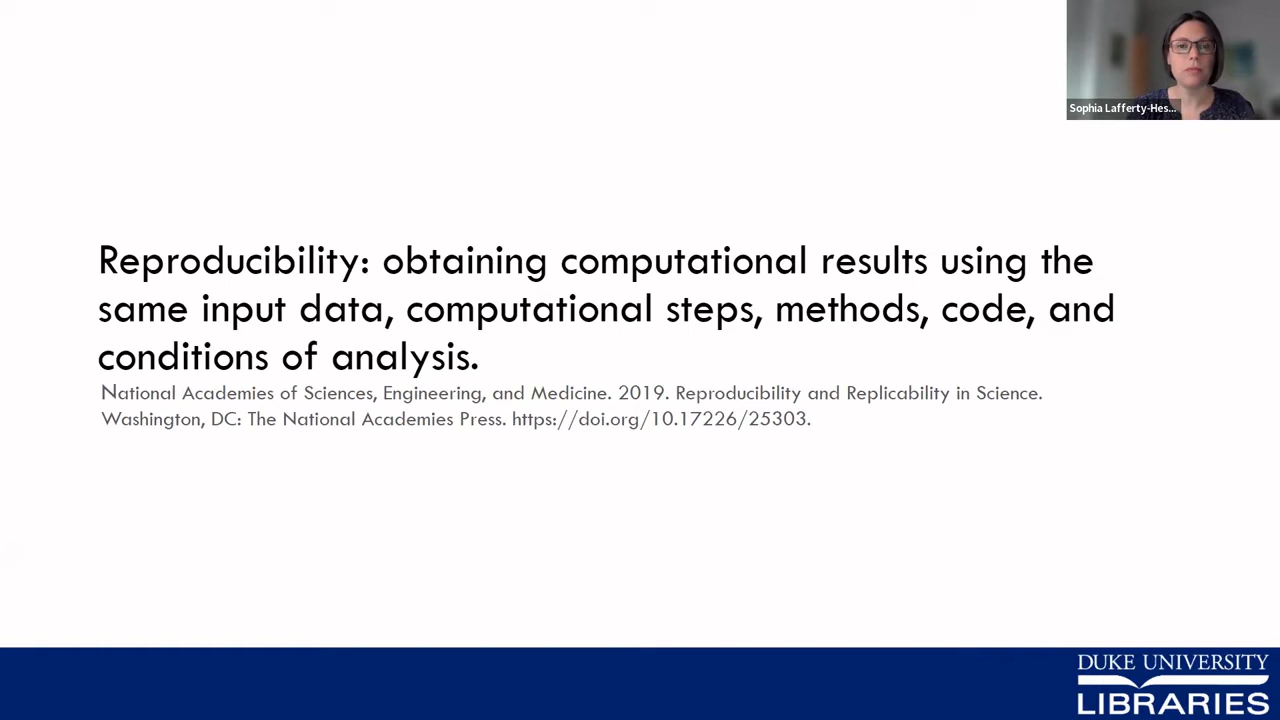 Sophia Lafferty-Hes...
Reproducibility: obtaining computational results using the
same input data, computational steps, methods, code, and
conditions of analysis.
National Academies of Sciences, Engineering, and Medicine. 2019. Reproducibility and Replicability in Science.
Washington, DC: The National Academies Press. https://doi.org/10.17226/25303.
DUKE UNIVERSITY
LIBRARIES